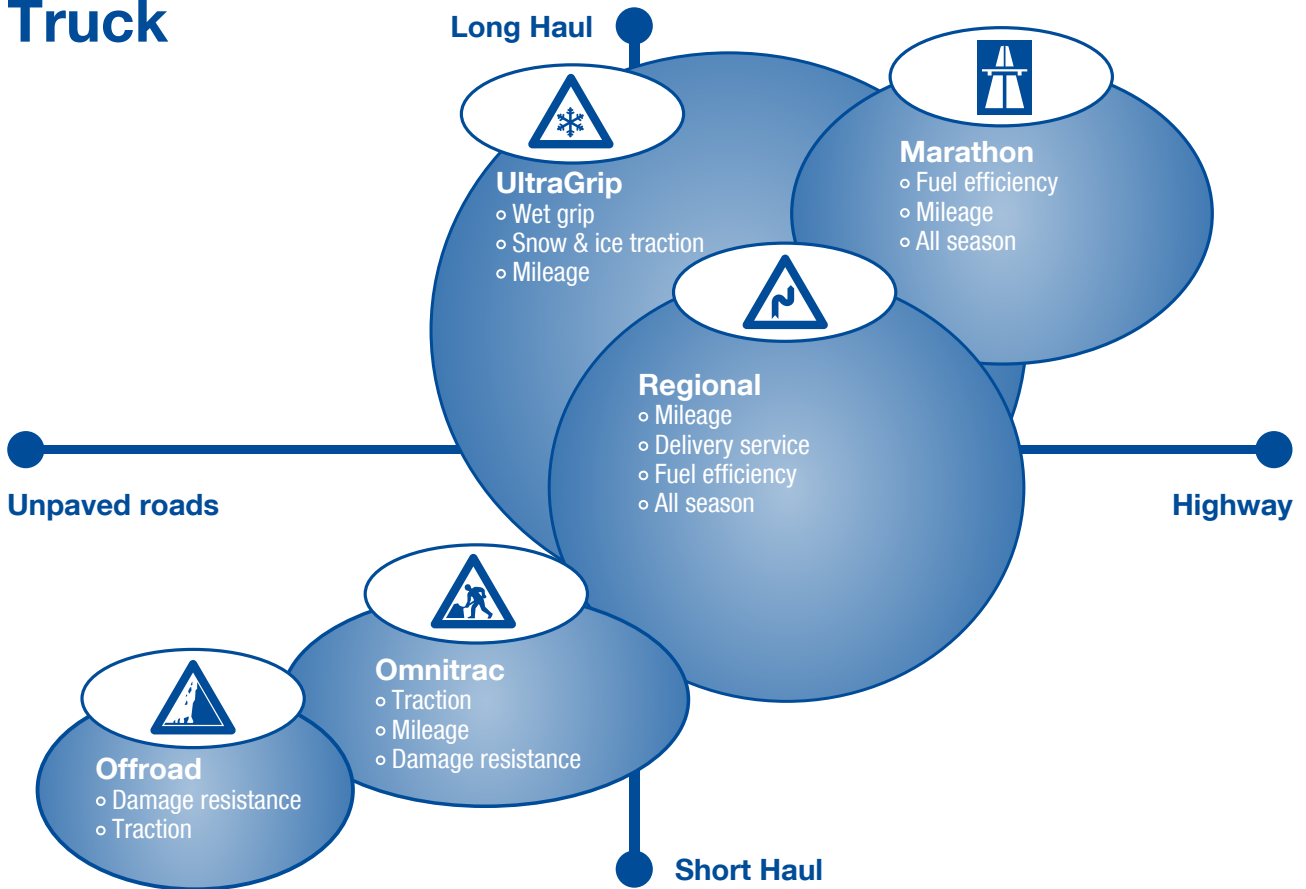 Truck
Long Haul
UltraGrip
Wet grip
Snow & ice traction
Mileage
Marathon
Fuel efficiency
Mileage
All season
Regional
Mileage
Delivery service
Fuel efficiency
All season
Unpaved roads
Highway
Omnitrac
Traction
Mileage
Damage resistance
Offroad
Damage resistance
Traction
Short Haul